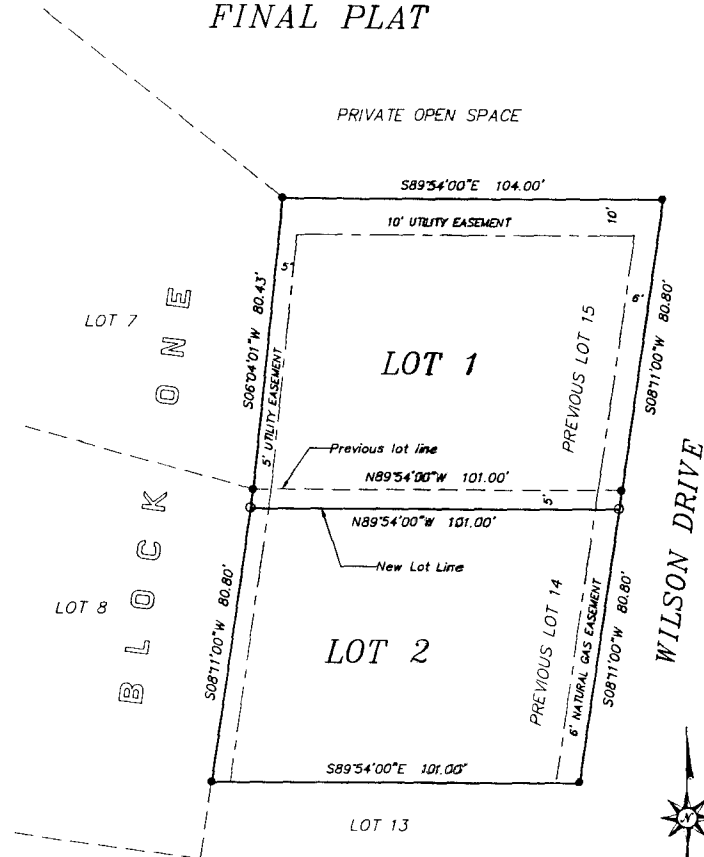 FINAL PLAT
PRIVATE OPEN SPACE
S89°54'00"E 104.00'
10' UTILITY EASEMENT
10'
5'
6'
LOT 7
BLOCK ONE
S06°04'01"W 80.43'
5' UTILITY EASEMENT
LOT 1
PREVIOUS LOT 15
S08°11'00"W 80.80'
Previous lot line
N89°54'00"W 101.00'
5'
N89°54'00"W 101.00'
New Lot Line
WILSON DRIVE
LOT 8
S08°11'00"W 80.80'
LOT 2
PREVIOUS LOT 14
6' NATURAL GAS EASEMENT
S08°11'00"W 80.80'
S89°54'00"E 101.00'
LOT 13
N